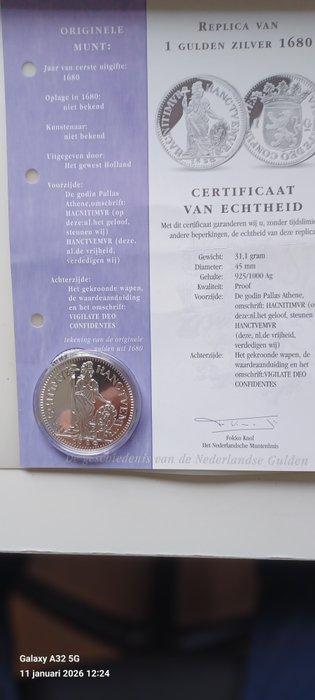 ORIGINELE
MUNT:
Jaar van eerste uitgifte:
1680
Oplage in 1680:
niet bekend
Kunstenaar:
niet bekend
Uitgegeven door:
Het gewest Holland
Voorzijde:
De godin Pallas
Athene,omschrift:
HACNITIMVR (op
deze.nl.het geloof,
steunen wij)
HANCTVEMVR (deze,
nl.de vrijheid,
verdedigen wij)
Achterzijde:
Het gekroonde wapen,
de waardeaanduiding
en het omschrift:
VIGILATE DEO
CONFIDENTES
tekening van de originele
gulden uit 1680
REPLICA VAN
1 GULDEN ZILVER 1680
CERTIFICAAT
VAN ECHTHEID
Met dit certificaat garanderen wij u, zonder tijdslimie
andere beperkingen, de echtheid van deze replica
Gewicht: 31,1 gram
Diameter: 45 mm
Gehalte: 925/1000 Ag
Kwaliteit: Proof
Voorzijde: De godin Pallas Athene,
omschrift: HACNITIMVR (o
deze:nl.het geloof, steunen w
HANCTVEMVR
(deze, nl.de vrijheid,
verdedigen wij)
Achterzijde: Het gekroonde wapen, de
waardeaanduiding en het
omschrift:VIGILATE DEO
CONFIDENTES
Fokko Knol
Het Nederlandsche Muntenhuis
De geschiedenis van de Nederlandse Gulden
Galaxy A32 5G
11 januari 2026 12:24